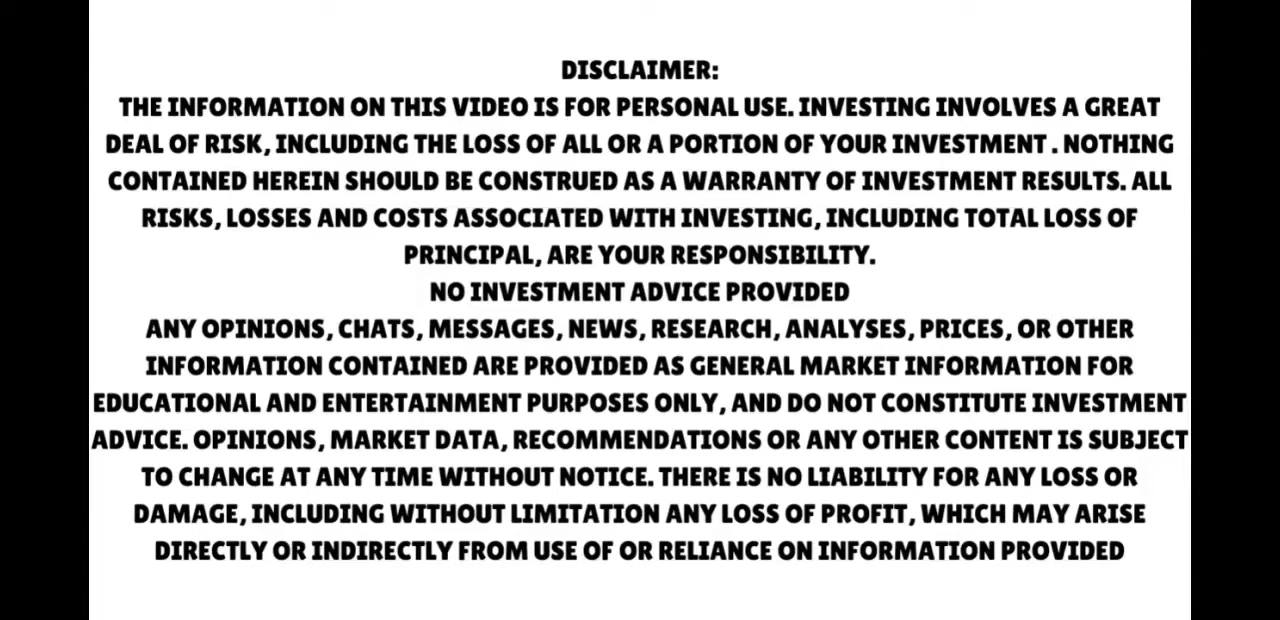 DISCLAIMER:
THE INFORMATION ON THIS VIDEO IS FOR PERSONAL USE. INVESTING INVOLVES A GREAT
DEAL OF RISK, INCLUDING THE LOSS OF ALL OR A PORTION OF YOUR INVESTMENT . NOTHING
CONTAINED HEREIN SHOULD BE CONSTRUED AS A WARRANTY OF INVESTMENT RESULTS. ALL
RISKS, LOSSES AND COSTS ASSOCIATED WITH INVESTING, INCLUDING TOTAL LOSS OF
PRINCIPAL, ARE YOUR RESPONSIBILITY.
NO INVESTMENT ADVICE PROVIDED
ANY OPINIONS, CHATS, MESSAGES, NEWS, RESEARCH, ANALYSES, PRICES, OR OTHER
INFORMATION CONTAINED ARE PROVIDED AS GENERAL MARKET INFORMATION FOR
EDUCATIONAL AND ENTERTAINMENT PURPOSES ONLY, AND DO NOT CONSTITUTE INVESTMENT
ADVICE. OPINIONS, MARKET DATA, RECOMMENDATIONS OR ANY OTHER CONTENT IS SUBJECT
TO CHANGE AT ANY TIME WITHOUT NOTICE. THERE IS NO LIABILITY FOR ANY LOSS OR
DAMAGE, INCLUDING WITHOUT LIMITATION ANY LOSS OF PROFIT, WHICH MAY ARISE
DIRECTLY OR INDIRECTLY FROM USE OF OR RELIANCE ON INFORMATION PROVIDED